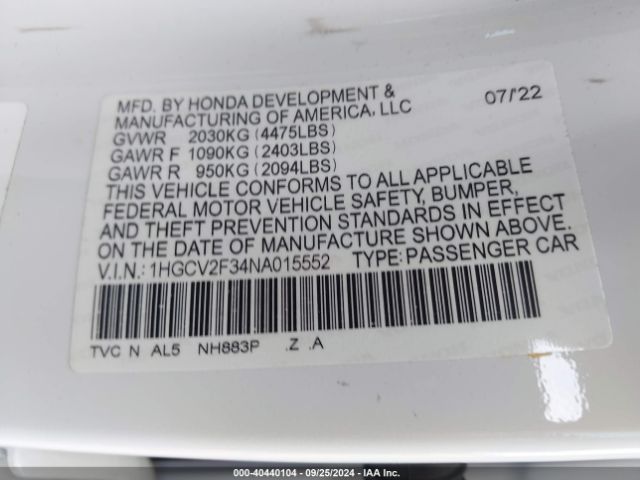 MFD. BY HONDA DEVELOPMENT & 07/'22
MANUFACTURING OF AMERICA, LLC
GVWR 2030KG (4475LBS)
GAWR F 1090KG (2403LBS)
GAWR R 950KG (2094LBS)
THIS VEHICLE CONFORMS TO ALL APPLICABLE
FEDERAL MOTOR VEHICLE SAFETY, BUMPER,
AND THEFT PREVENTION STANDARDS IN EFFECT
ON THE DATE OF MANUFACTURE SHOWN ABOVE.
V.I.N.: 1HGCV2F34NA015552 TYPE: PASSENGER CAR
TVC N AL5 NH883P .Z .A
000-40440104 - 09/25/2024 - IAA Inc.